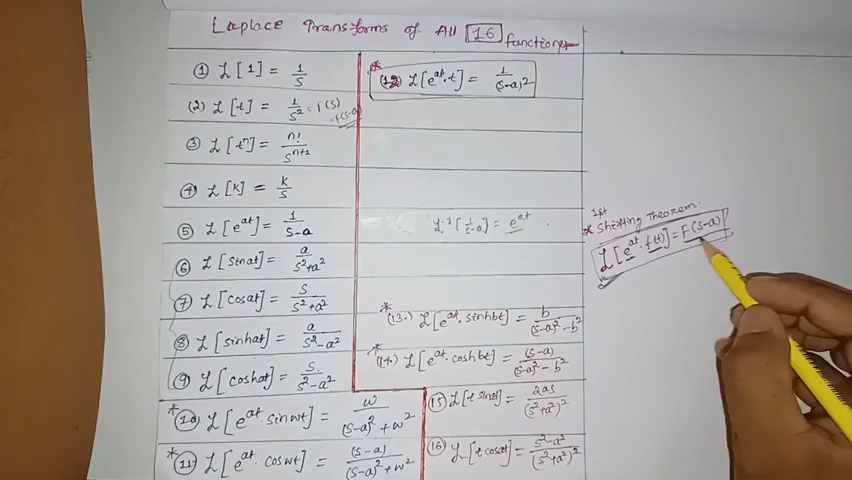 Laplace Transforms of All 16 functions
① L[1] = 1/s
(2) L[t] = 1/s² = F(s)
= F(s-a)
③ L[tⁿ] = n!/sⁿ⁺¹
④ L[k] = k/s
⑤ L[eᵃᵗ] = 1/s-a
⑥ L[sinat] = a/s²+a²
⑦ L[cosat] = s/s²+a²
⑧ L[sinhat] = a/s²-a²
⑨ L[coshat] = s/s²-a²
* (10) L[eᵃᵗ. sinwt] = w/(s-a)²+w²
* (11) L[eᵃᵗ. coswt] = (s-a)/(s-a)²+w²
* (12) L[eᵃᵗ.t] = 1/(s-a)²
L⁻¹[1/s-a] = eᵃᵗ
* (13.) L[eᵃᵗ.sinhbt] = b/(s-a)²-b²
* (14.) L[eᵃᵗ.coshbt] = (s-a)/(s-a)²-b²
(15) L[t sinat] = 2as/(s²+a²)²
(16) L[t cosat] = s²-a²/(s²+a²)²
1st
* Shifting Theorem:
L[eᵃᵗ.f(t)] = F(s-a)